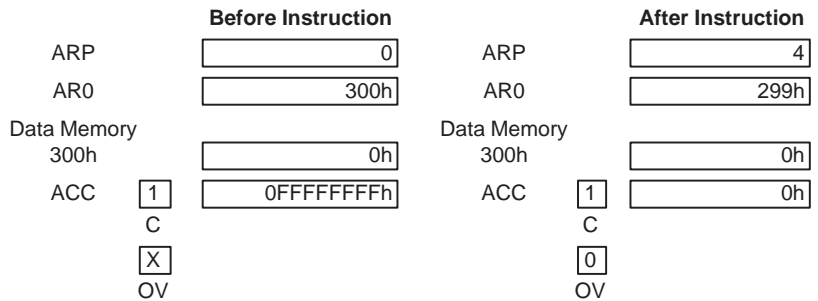 Before Instruction After Instruction
ARP 0 ARP 4
AR0 300h AR0 299h
Data Memory Data Memory
300h 0h 300h 0h
ACC 1 0FFFFFFFFh ACC 1 0h
C C
X 0
OV OV